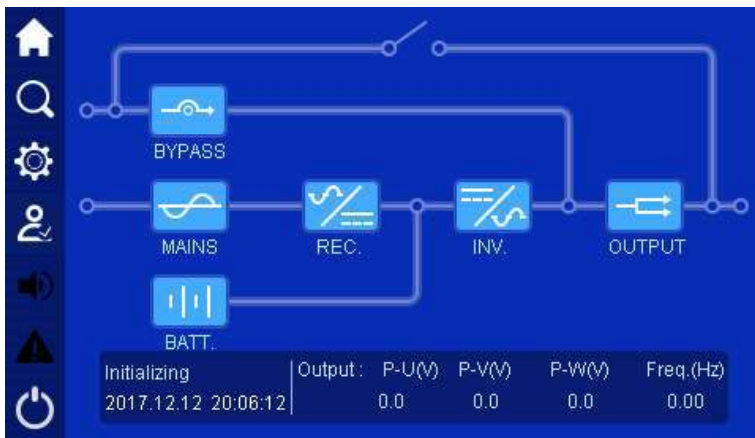 BYPASS
MAINS
REC.
INV.
OUTPUT
BATT.
Initializing
2017.12.12 20:06:12
Output : P-U(V) P-V(V) P-W(V) Freq.(Hz)
0.0 0.0 0.0 0.00